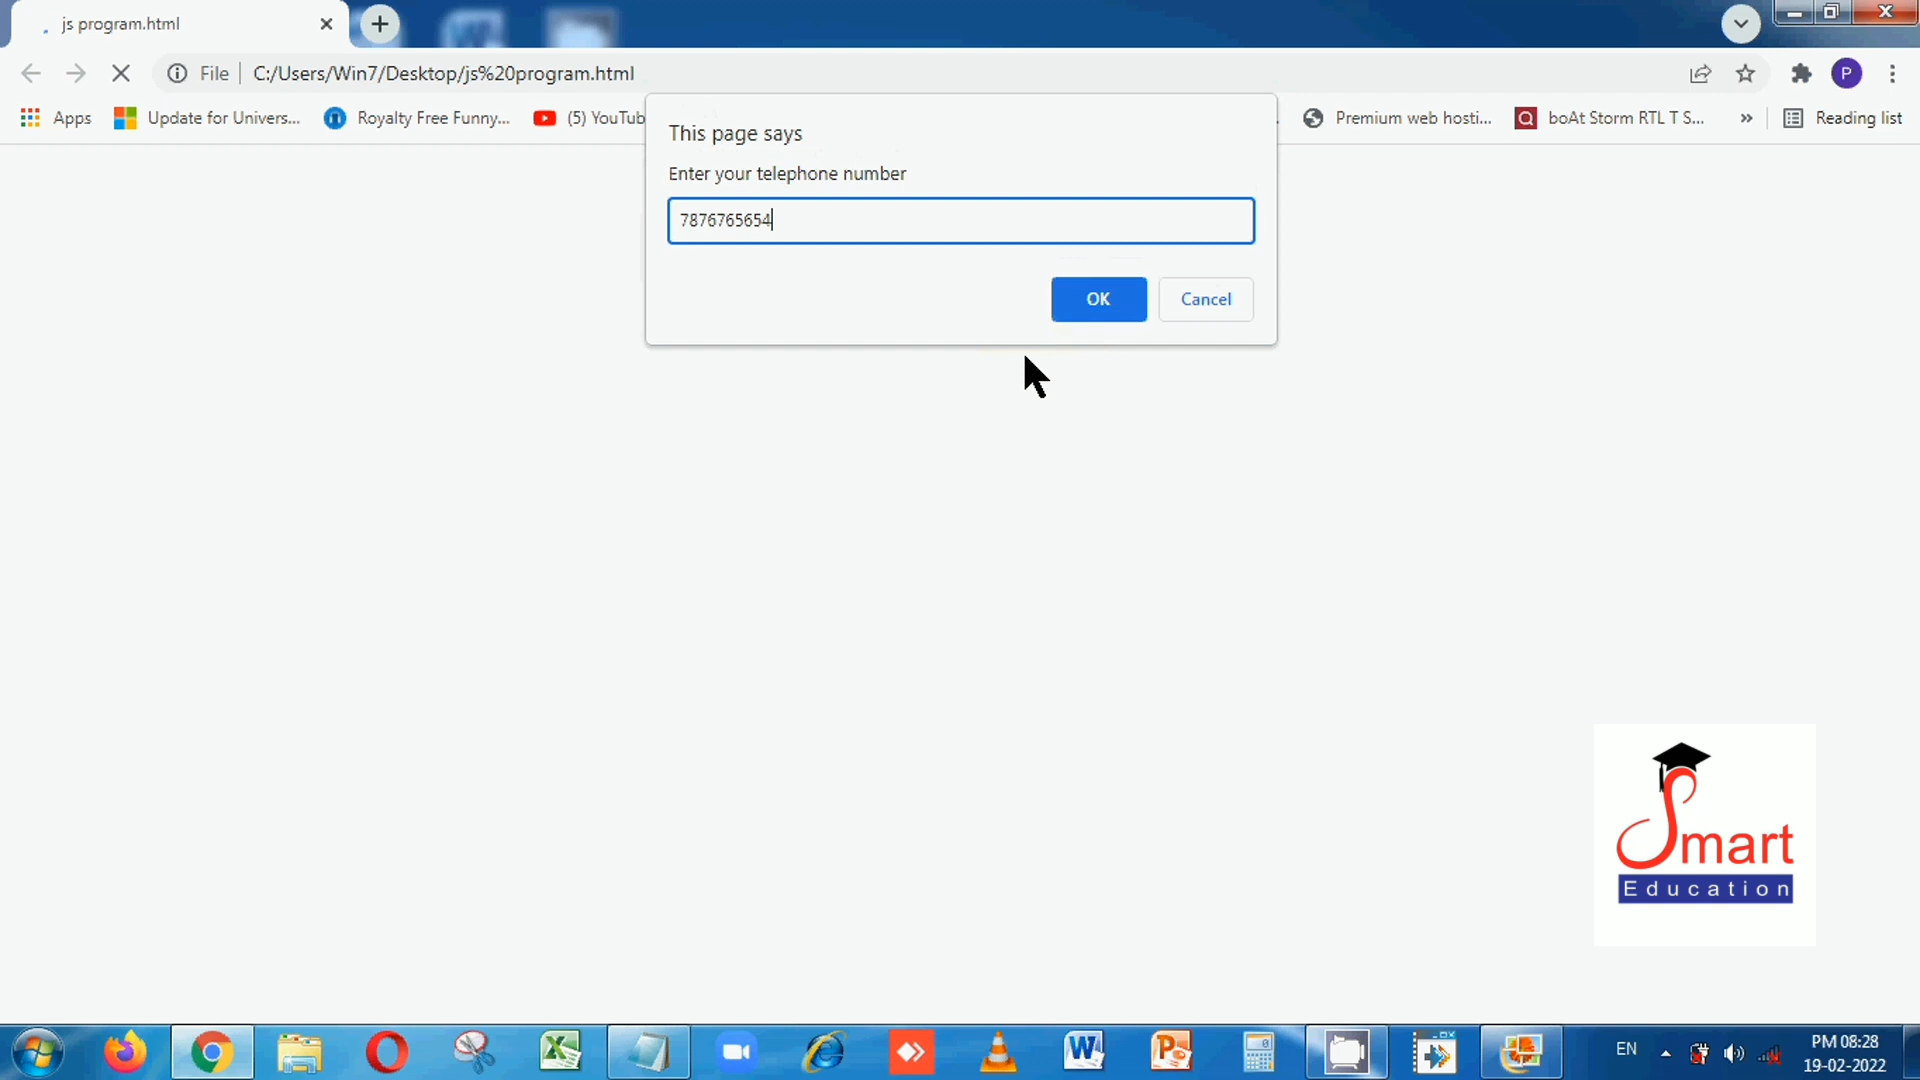 js program.html
File
C:/Users/Win7/Desktop/js%20program.html
P
Apps
Update for Univers...
Royalty Free Funny...
(5) YouTub
Premium web hosti...
boAt Storm RTL T S...
»
Reading list
This page says
Enter your telephone number
7876765654
OK
Cancel
Smart
Education
EN
PM 08:28
19-02-2022